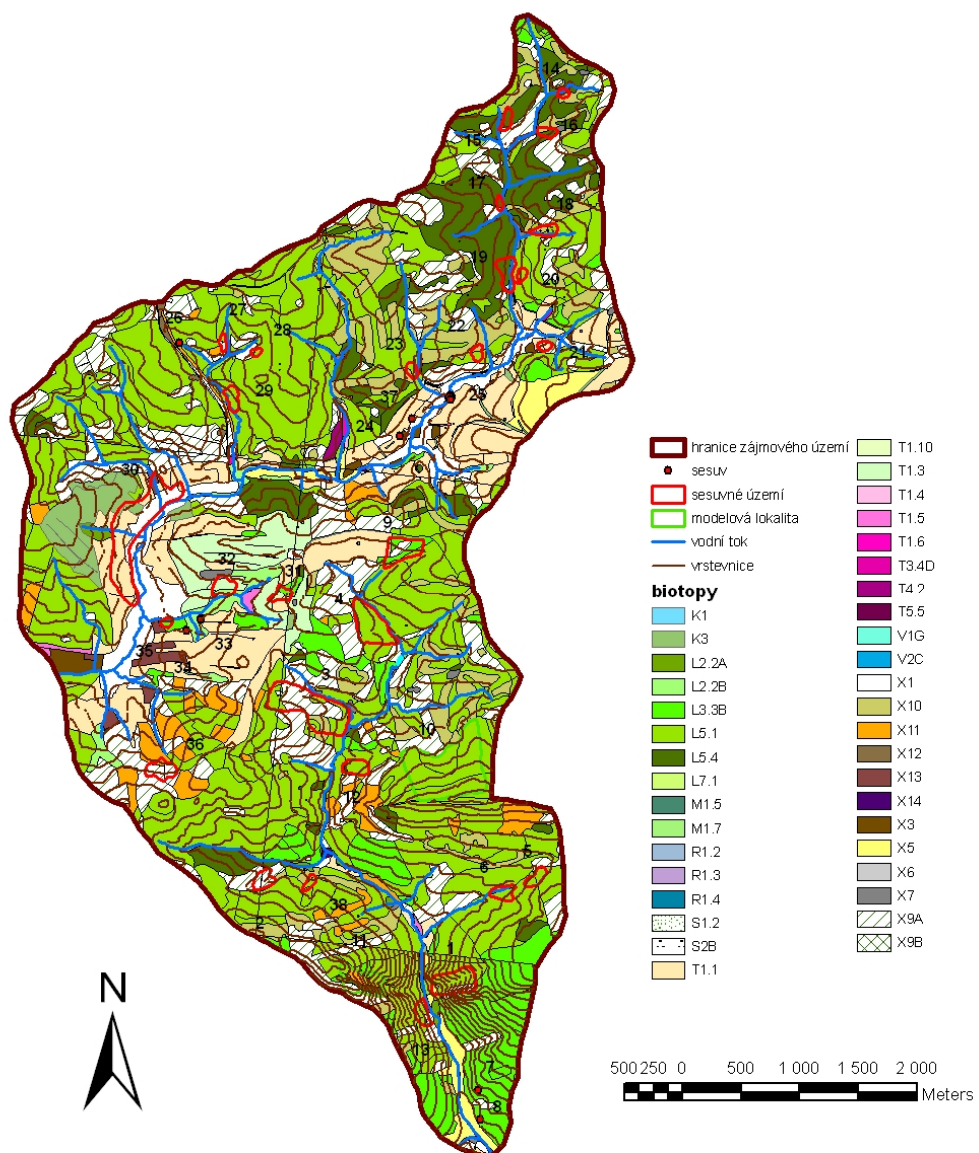 14
15
16
17
18
19
20
26
27
28
22
23
21
29
37
25
24
30
9
32
31
4
35
33
34
3
36
10
12
5
6
38
2
11
1
13
7
8
hranice zájmového území
sesuv
sesuvné území
modelová lokalita
vodní tok
vrstevnice
biotopy
K1
K3
L2.2A
L2.2B
L3.3B
L5.1
L5.4
L7.1
M1.5
M1.7
R1.2
R1.3
R1.4
S1.2
S2B
T1.1
T1.10
T1.3
T1.4
T1.5
T1.6
T3.4D
T4.2
T5.5
V1G
V2C
X1
X10
X11
X12
X13
X14
X3
X5
X6
X7
X9A
X9B
N
500 250 0 500 1 000 1 500 2 000
Meters